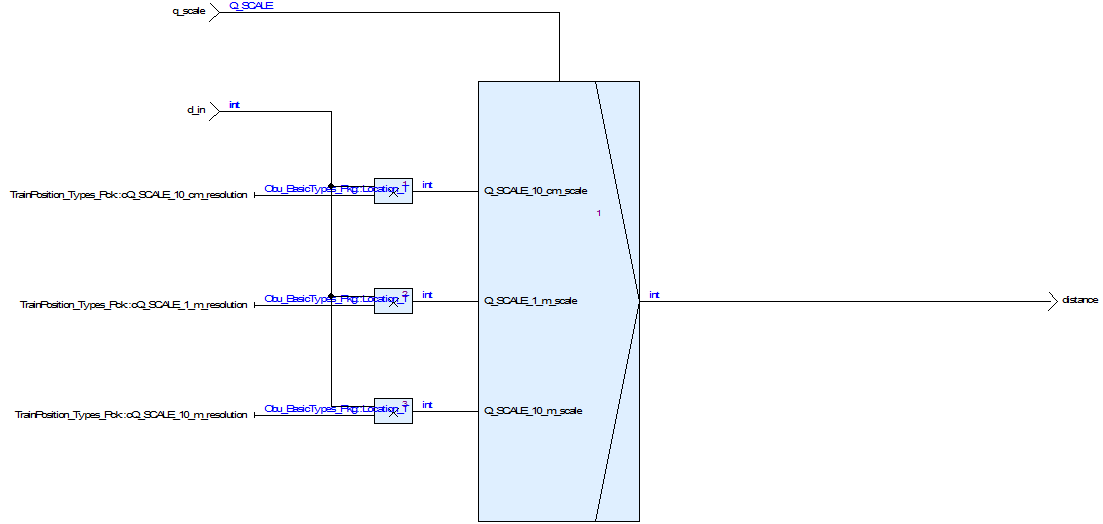 q_scale Q_SCALE
d_in int
TrainPosition_Types_Pck::cQ_SCALE_10_cm_resolution Obu_BasicTypes_Pkg::Location_T 1 int Q_SCALE_10_cm_scale
1
TrainPosition_Types_Pck::cQ_SCALE_1_m_resolution Obu_BasicTypes_Pkg::Location_T 2 int Q_SCALE_1_m_scale int distance
TrainPosition_Types_Pck::cQ_SCALE_10_m_resolution Obu_BasicTypes_Pkg::Location_T 3 int Q_SCALE_10_m_scale